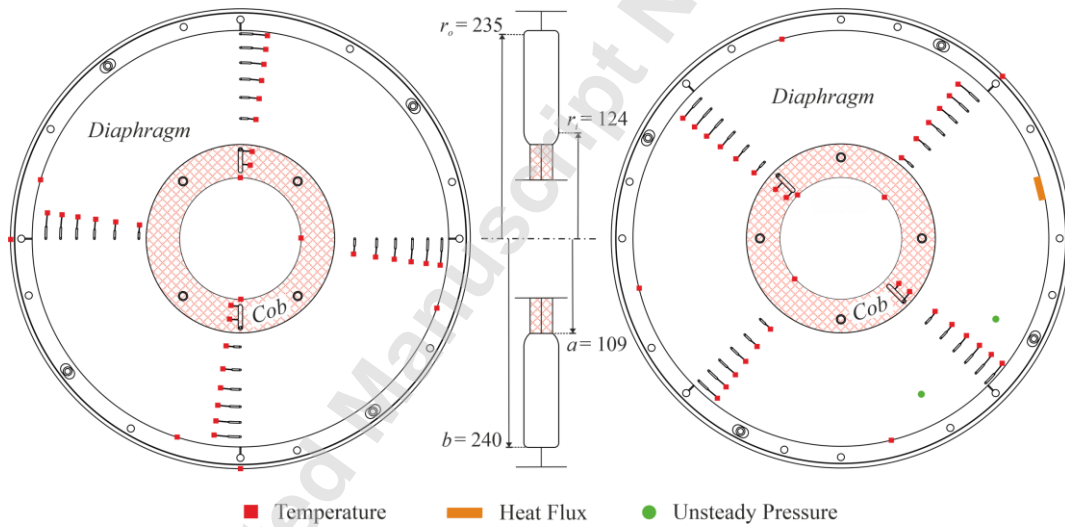 r_o = 235
Diaphragm
Diaphragm
r_i = 124
Cob
Cob
a = 109
b = 240
Temperature
Heat Flux
Unsteady Pressure